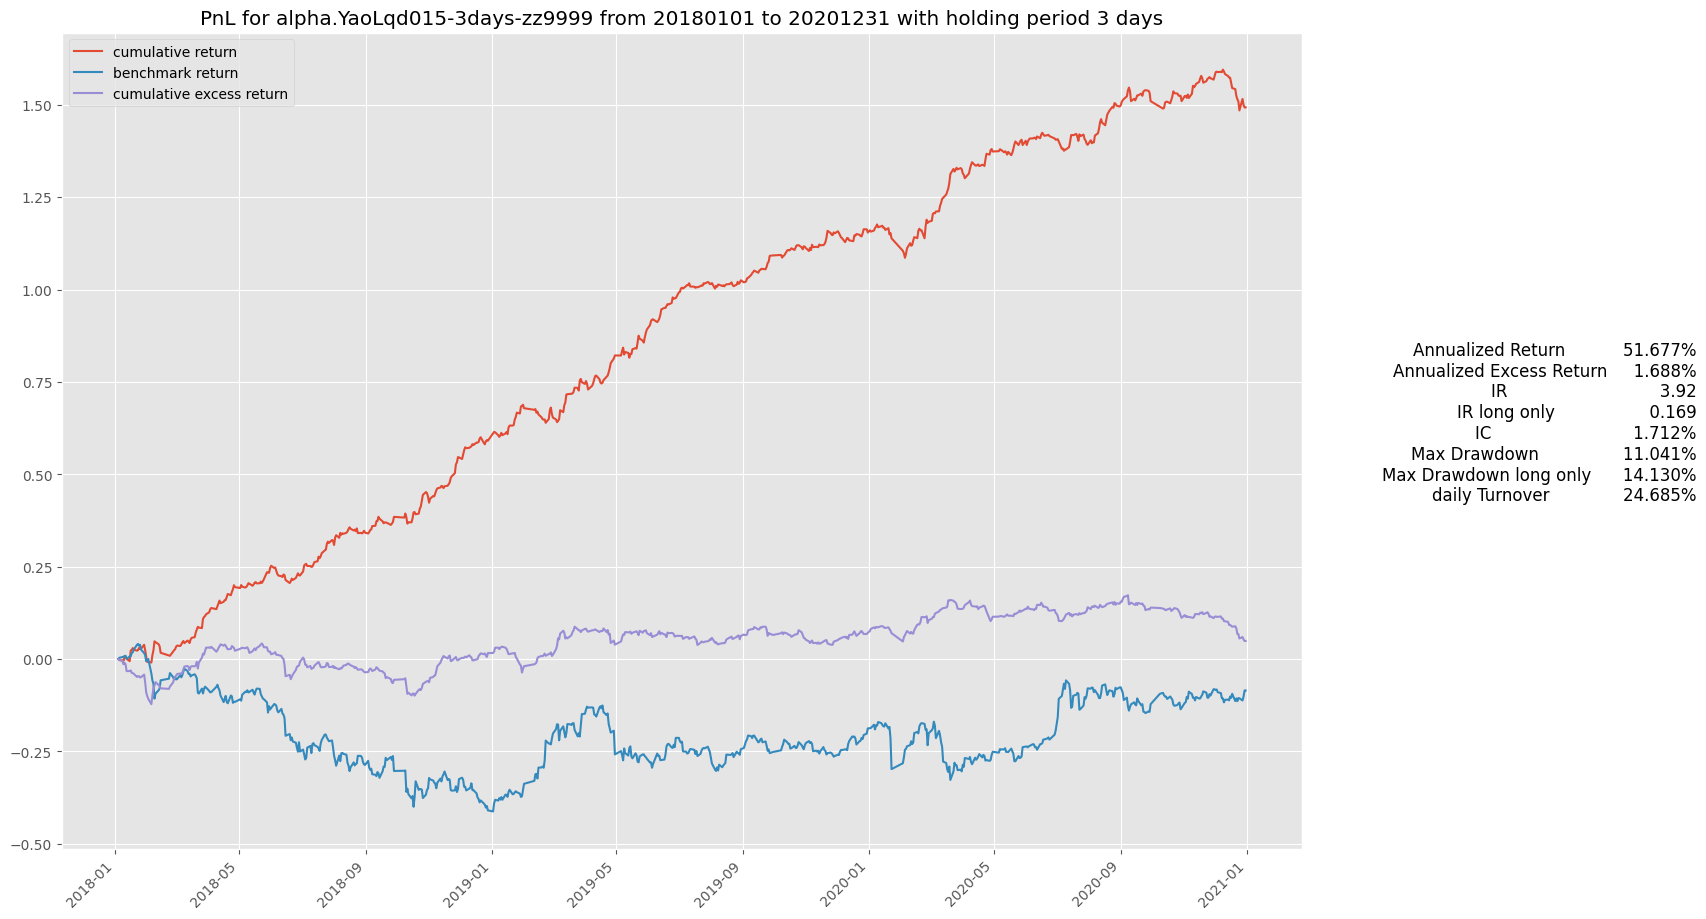 PnL for alpha.YaoLqd015-3days-zz9999 from 20180101 to 20201231 with holding period 3 days
cumulative return
benchmark return
cumulative excess return
1.50
1.25
1.00
0.75
0.50
0.25
0.00
−0.25
−0.50
2018-01
2018-05
2018-09
2019-01
2019-05
2019-09
2020-01
2020-05
2020-09
2021-01
Annualized Return 51.677%
Annualized Excess Return 1.688%
IR 3.92
IR long only 0.169
IC 1.712%
Max Drawdown 11.041%
Max Drawdown long only 14.130%
daily Turnover 24.685%